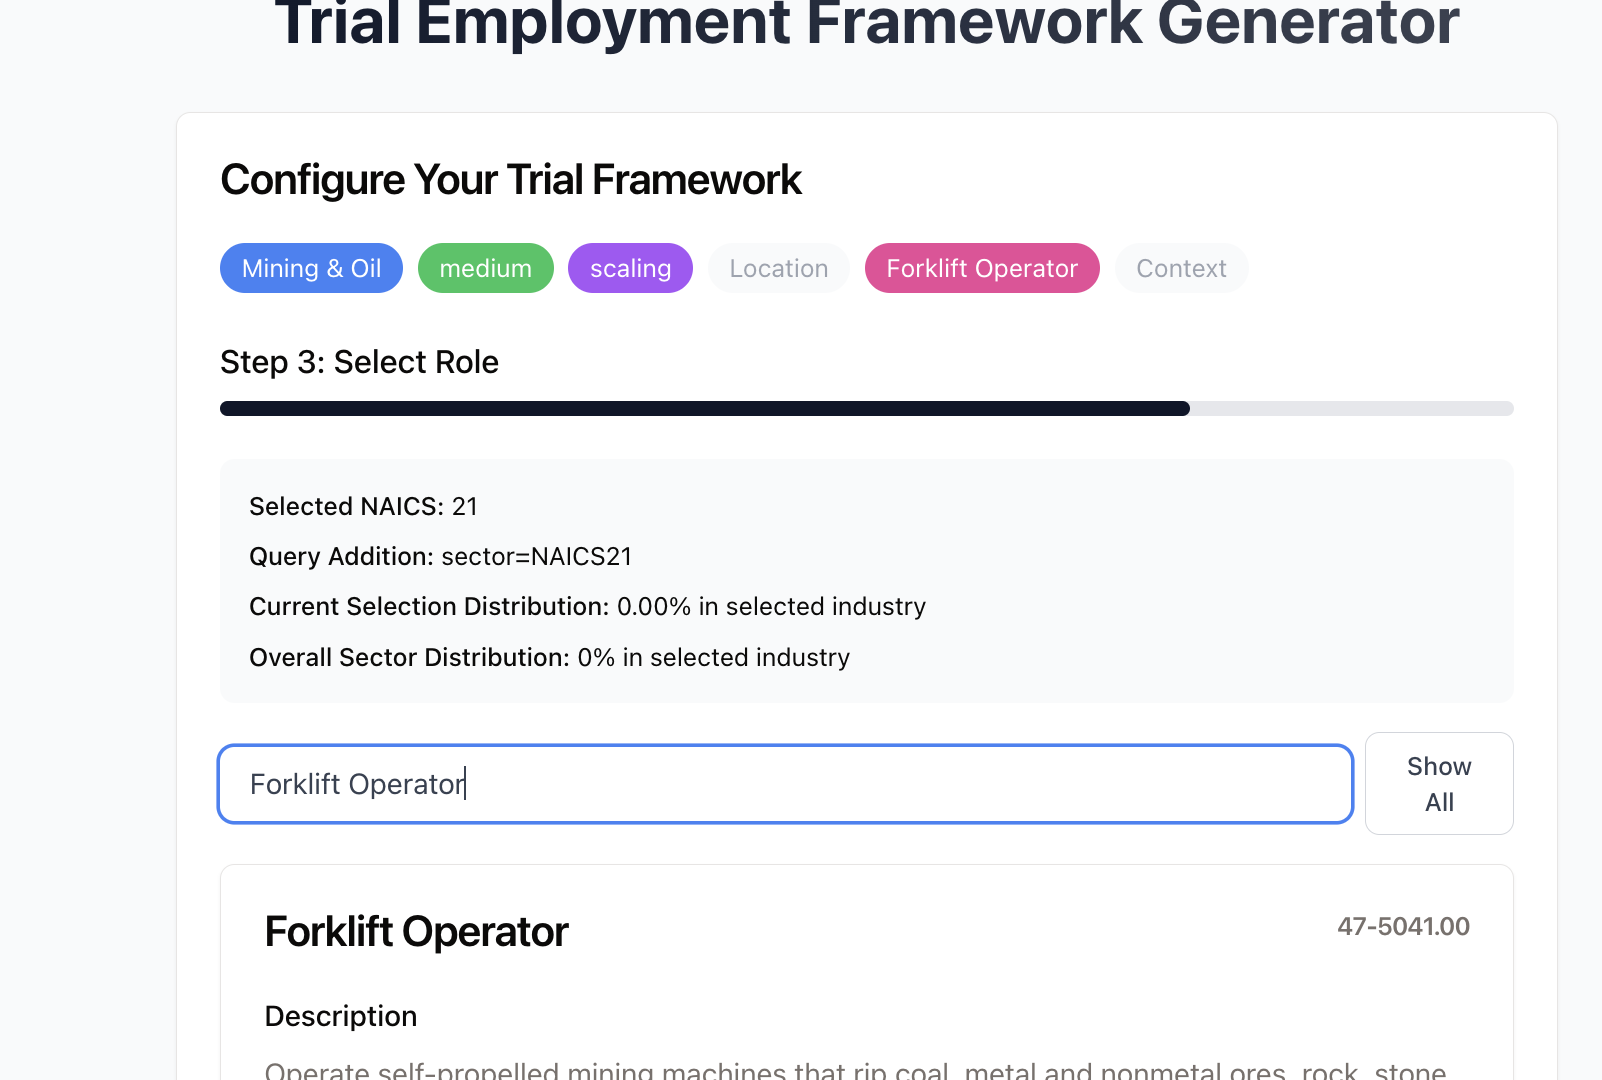 Trial Employment Framework Generator
Configure Your Trial Framework
Mining & Oil medium scaling Location Forklift Operator Context
Step 3: Select Role
Selected NAICS: 21
Query Addition: sector=NAICS21
Current Selection Distribution: 0.00% in selected industry
Overall Sector Distribution: 0% in selected industry
Forklift Operator
Show
All
Forklift Operator 47-5041.00
Description
Operate self-propelled mining machines that rip coal, metal and nonmetal ores, rock, stone